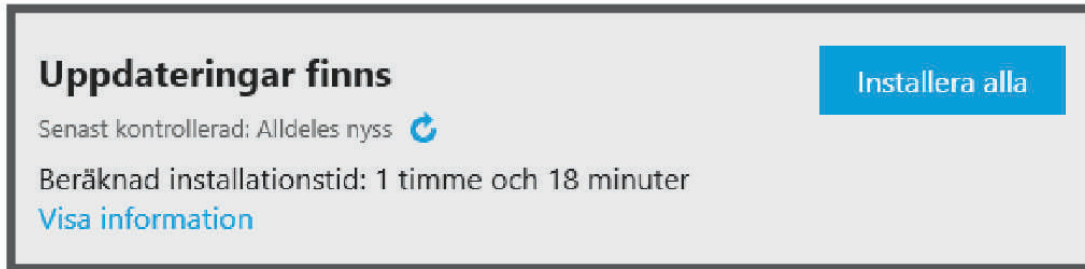 Uppdateringar finns
Installera alla
Senast kontrollerad: Alldeles nyss
Beräknad installationstid: 1 timme och 18 minuter
Visa information